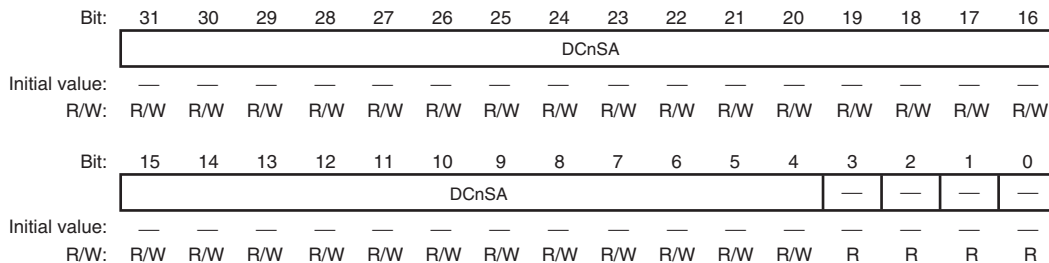 Bit: 31 30 29 28 27 26 25 24 23 22 21 20 19 18 17 16
DCnSA
Initial value: — — — — — — — — — — — — — — — —
R/W: R/W R/W R/W R/W R/W R/W R/W R/W R/W R/W R/W R/W R/W R/W R/W R/W
Bit: 15 14 13 12 11 10 9 8 7 6 5 4 3 2 1 0
DCnSA — — — —
Initial value: — — — — — — — — — — — — — — — —
R/W: R/W R/W R/W R/W R/W R/W R/W R/W R/W R/W R/W R/W R R R R